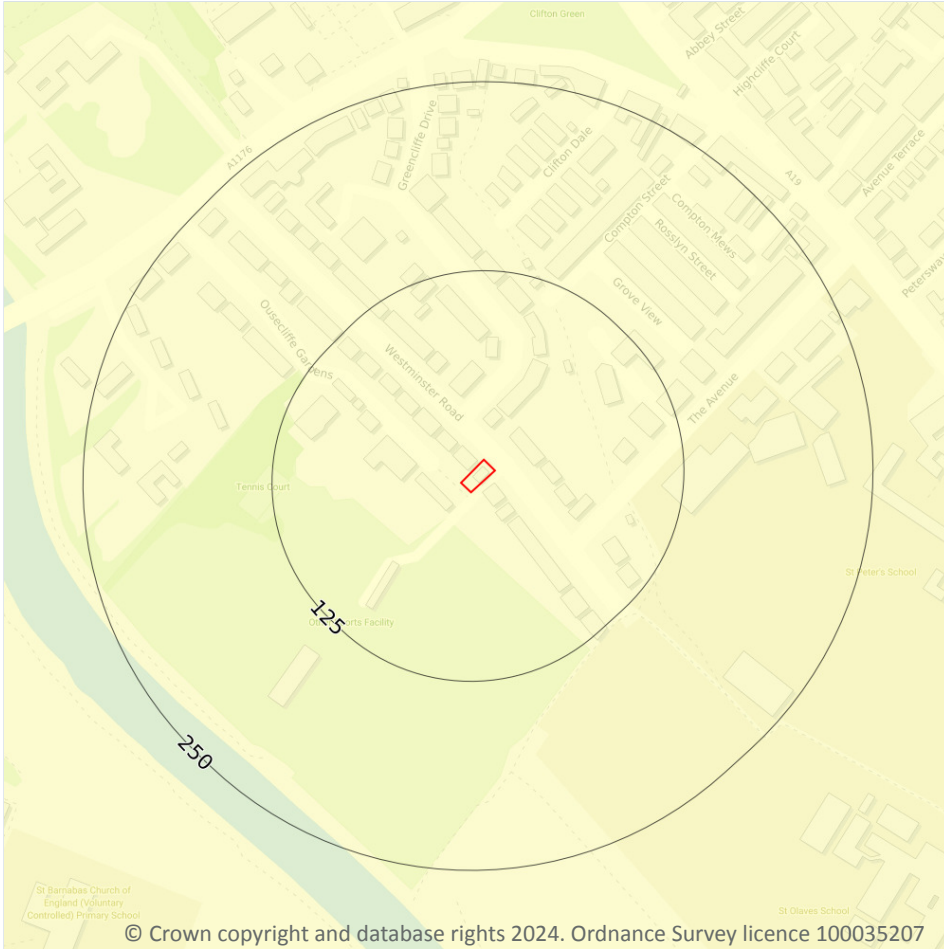 Clifton Green
Abbey Street
Highcliffe Court
A1176
Greencliffe Drive
Clifton Dale
A19
Avenue Terrace
Compton Street
Compton Mews
Rosslyn Street
Petersway
Grove View
Ousecliffe Gardens
Westminster Road
The Avenue
Tennis Court
St Peter's School
125
Facility
250
St Barnabas Church of
England (Voluntary
Controlled) Primary School
St Olaves School
© Crown copyright and database rights 2024. Ordnance Survey licence 100035207